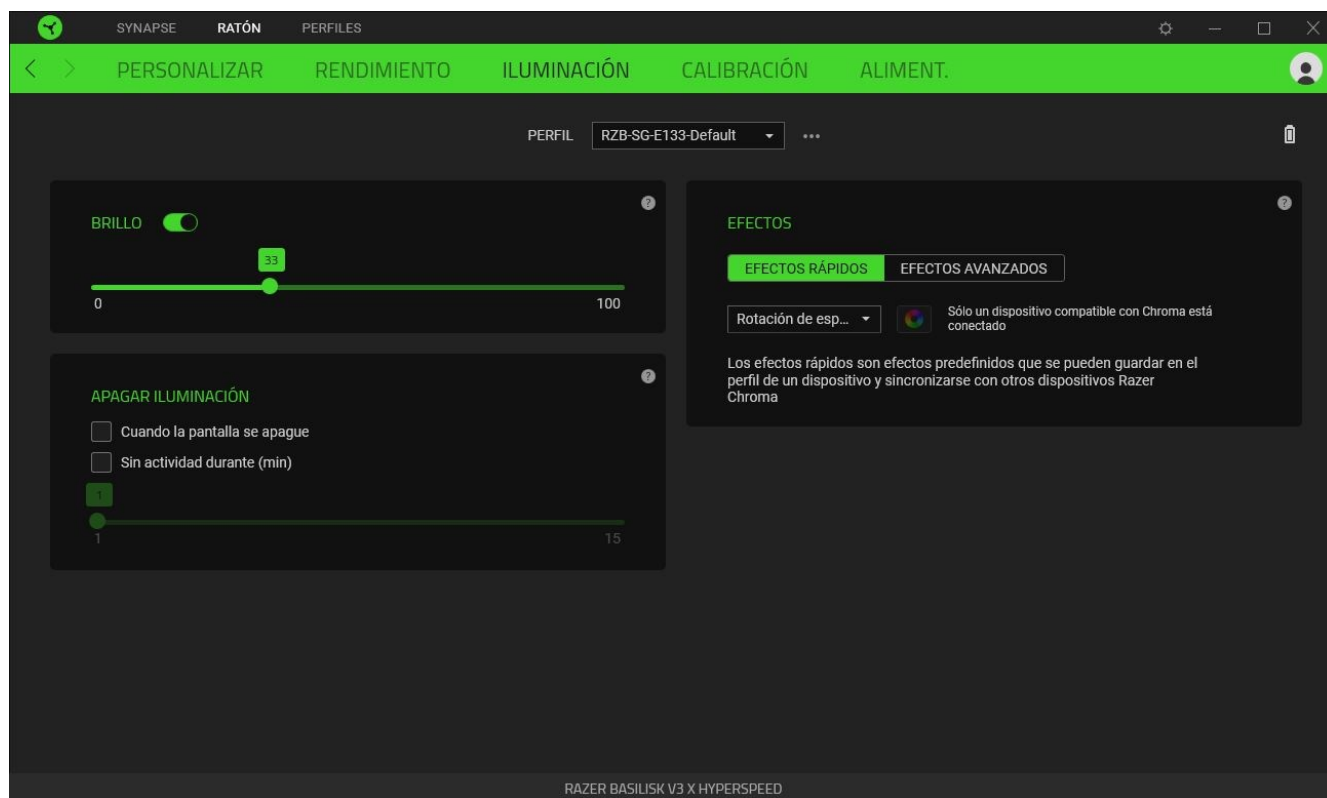 SYNAPSE RATÓN PERFILES
PERSONALIZAR RENDIMIENTO ILUMINACIÓN CALIBRACIÓN ALIMENT.
PERFIL RZB-SG-E133-Default
BRILLO
33
0 100
APAGAR ILUMINACIÓN
Cuando la pantalla se apague
Sin actividad durante (min)
1
1 15
EFECTOS
EFECTOS RÁPIDOS EFECTOS AVANZADOS
Rotación de esp...
Sólo un dispositivo compatible con Chroma está
conectado
Los efectos rápidos son efectos predefinidos que se pueden guardar en el
perfil de un dispositivo y sincronizarse con otros dispositivos Razer
Chroma
RAZER BASILISK V3 X HYPERSPEED